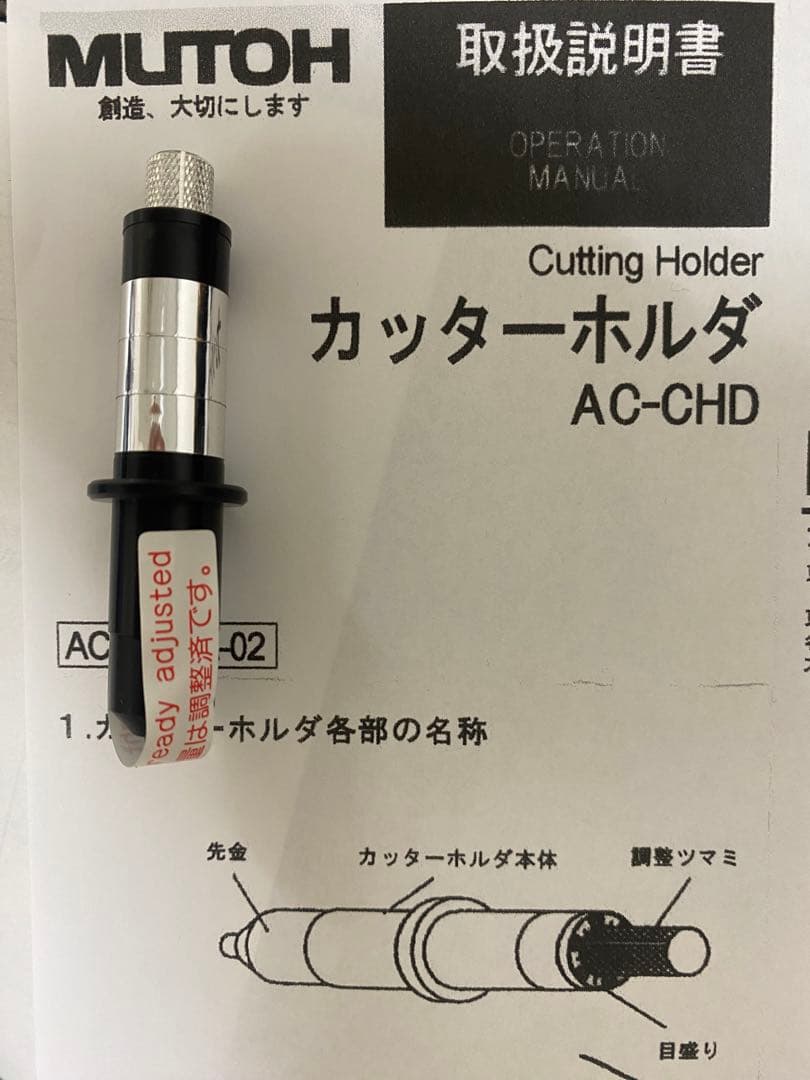 MUTOH
創造、大切にします
取扱説明書
OPERATION
MANUAL
Cutting Holder
カッターホルダ
AC-CHD
AC
-02
ready adjusted
は調整済です。
1.カ
ーホルダ各部の名称
先金
カッターホルダ本体
調整ツマミ
目盛り